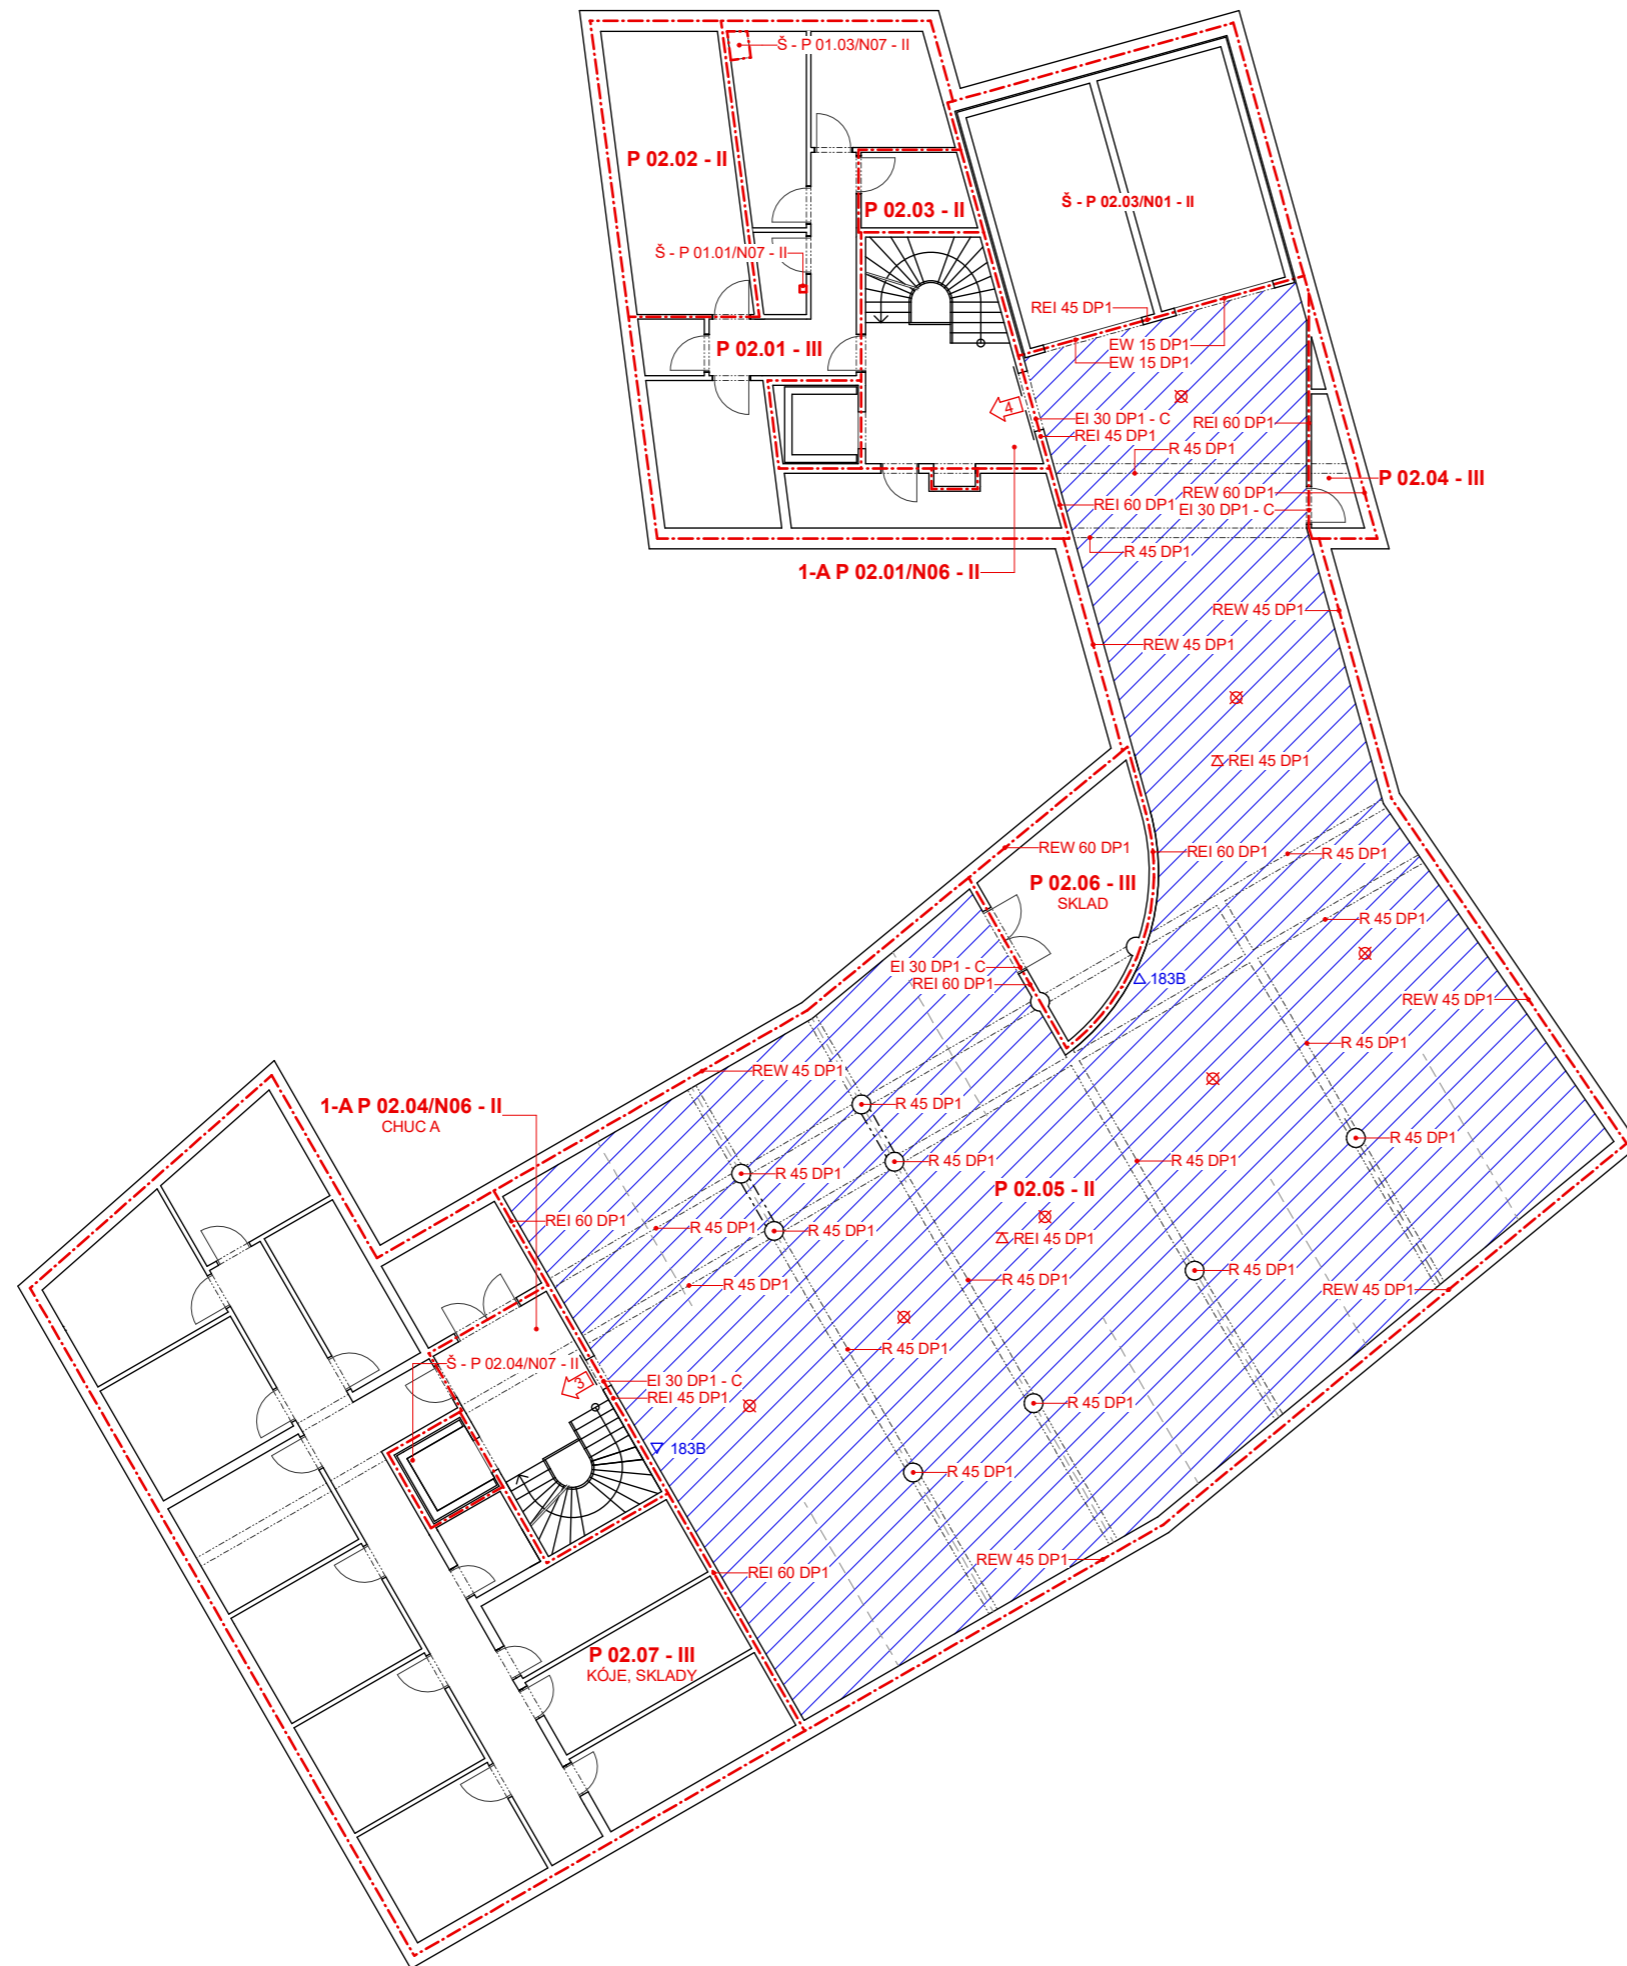 Š - P 01.03/N07 - II
P 02.02 - II
P 02.03 - II
Š - P 02.03/N01 - II
Š - P 01.01/N07 - II
REI 45 DP1
EW 15 DP1
P 02.01 - III
EW 15 DP1
4
EI 30 DP1 - C
REI 60 DP1
REI 45 DP1
R 45 DP1
P 02.04 - III
REW 60 DP1
REI 60 DP1
EI 30 DP1 - C
R 45 DP1
1-A P 02.01/N06 - II
REW 45 DP1
REW 45 DP1
REI 45 DP1
REW 60 DP1
REI 60 DP1
R 45 DP1
P 02.06 - III
SKLAD
R 45 DP1
EI 30 DP1 - C
REI 60 DP1
183B
REW 45 DP1
R 45 DP1
REW 45 DP1
1-A P 02.04/N06 - II
CHUC A
R 45 DP1
R 45 DP1
R 45 DP1
R 45 DP1
R 45 DP1
P 02.05 - II
REI 60 DP1
R 45 DP1
R 45 DP1
REI 45 DP1
R 45 DP1
R 45 DP1
R 45 DP1
REW 45 DP1
R 45 DP1
Š - P 02.04/N07 - II
3
EI 30 DP1 - C
REI 45 DP1
R 45 DP1
183B
R 45 DP1
REW 45 DP1
REI 60 DP1
P 02.07 - III
KÓJE, SKLADY